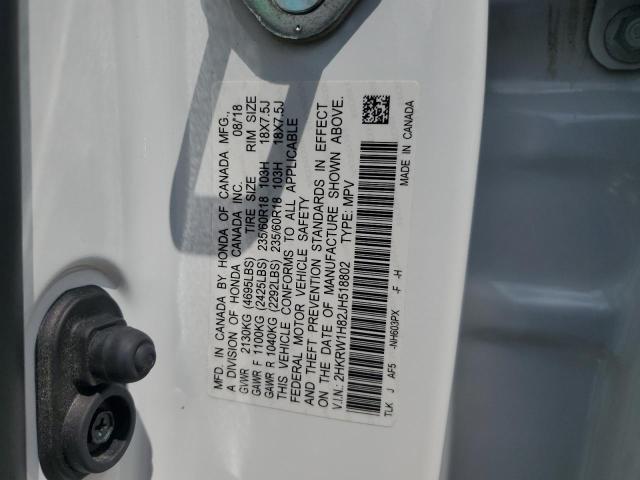 MFD. IN CANADA BY HONDA OF CANADA MFG.,
A DIVISION OF HONDA CANADA INC. 08/18
TIRE SIZE RIM SIZE
GVWR 2130KG (4695LBS)
GAWR F 1100KG (2425LBS) 235/60R18 103H 18X7.5J
GAWR R 1040KG (2292LBS) 235/60R18 103H 18X7.5J
THIS VEHICLE CONFORMS TO ALL APPLICABLE
FEDERAL MOTOR VEHICLE SAFETY
AND THEFT PREVENTION STANDARDS IN EFFECT
ON THE DATE OF MANUFACTURE SHOWN ABOVE.
V.I.N.: 2HKRW1H82JH518802 TYPE: MPV
TLK J AF5 -NH603PX -F -H MADE IN CANADA